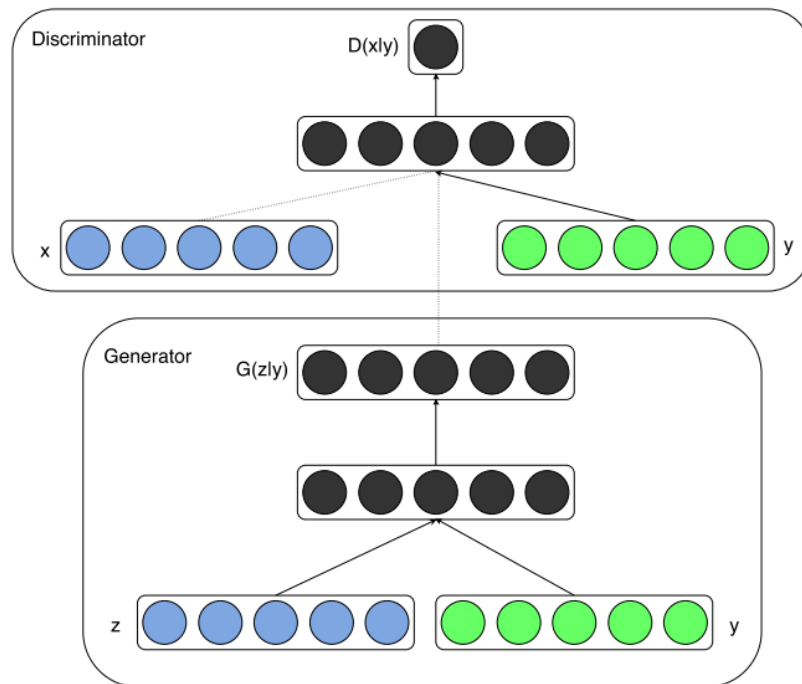 Discriminator
D(x|y)
x
y
Generator
G(z|y)
z
y